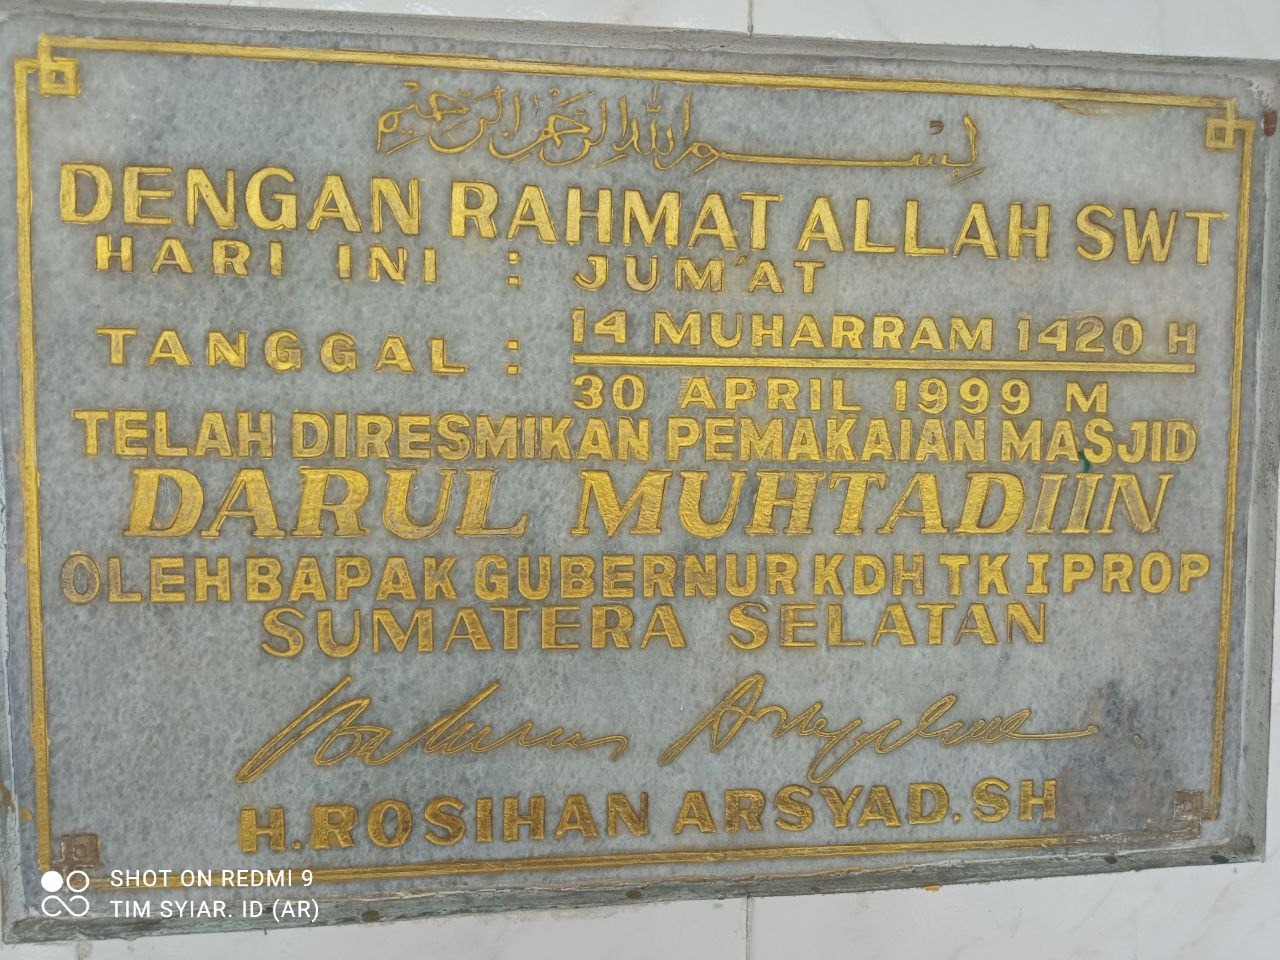 بسم الله الرحمن الرحيم
DENGAN RAHMAT ALLAH SWT
HARI INI : JUM'AT
TANGGAL : 14 MUHARRAM 1420 H
30 APRIL 1999 M
TELAH DIRESMIKAN PEMAKAIAN MASJID
DARUL MUHTADIIN
OLEH BAPAK GUBERNUR KDH TK I PROP
SUMATERA SELATAN
H. ROSIHAN ARSYAD. SH
SHOT ON REDMI 9
TIM SYIAR. ID (AR)